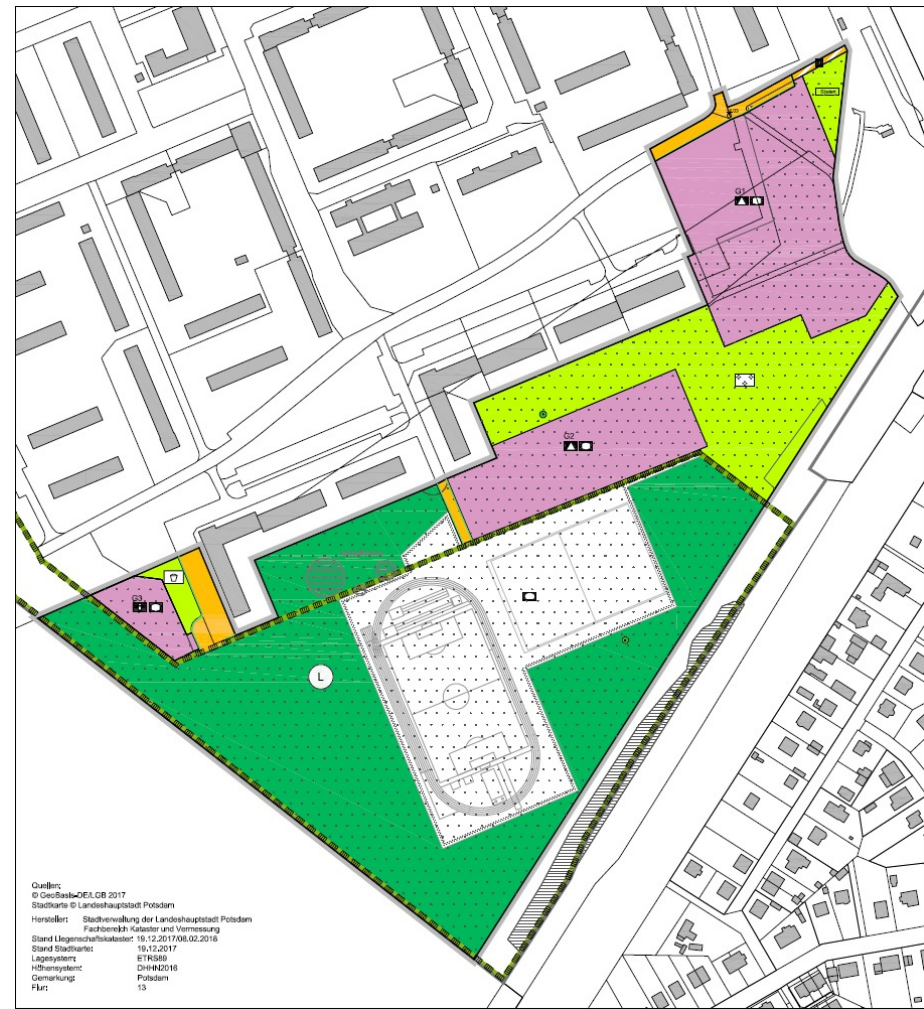 G1
G2
G3
L
Quellen:
© GeoBasis-DE/LGB 2017
Stadtkarte © Landeshauptstadt Potsdam
Hersteller: Stadtverwaltung der Landeshauptstadt Potsdam
Fachbereich Kataster und Vermessung
Stand Liegenschaftskataster: 19.12.2017/08.02.2018
Stand Stadtkarte: 19.12.2017
Lagesystem: ETRS89
Höhensystem: DHHN2016
Gemarkung: Potsdam
Flur: 13